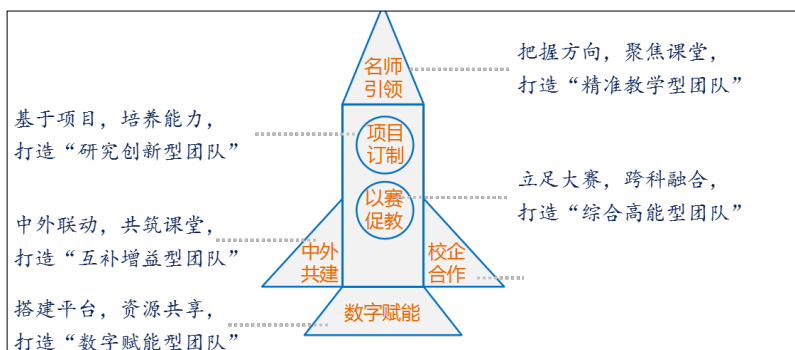 名师
引领
把握方向，聚焦课堂，
打造“精准教学型团队”
基于项目，培养能力，
打造“研究创新型团队”
项目
订制
以赛
促教
立足大赛，跨科融合，
打造“综合高能型团队”
中外联动，共筑课堂，
打造“互补增益型团队”
中外
共建
校企
合作
搭建平台，资源共享，
打造“数字赋能型团队”
数字赋能